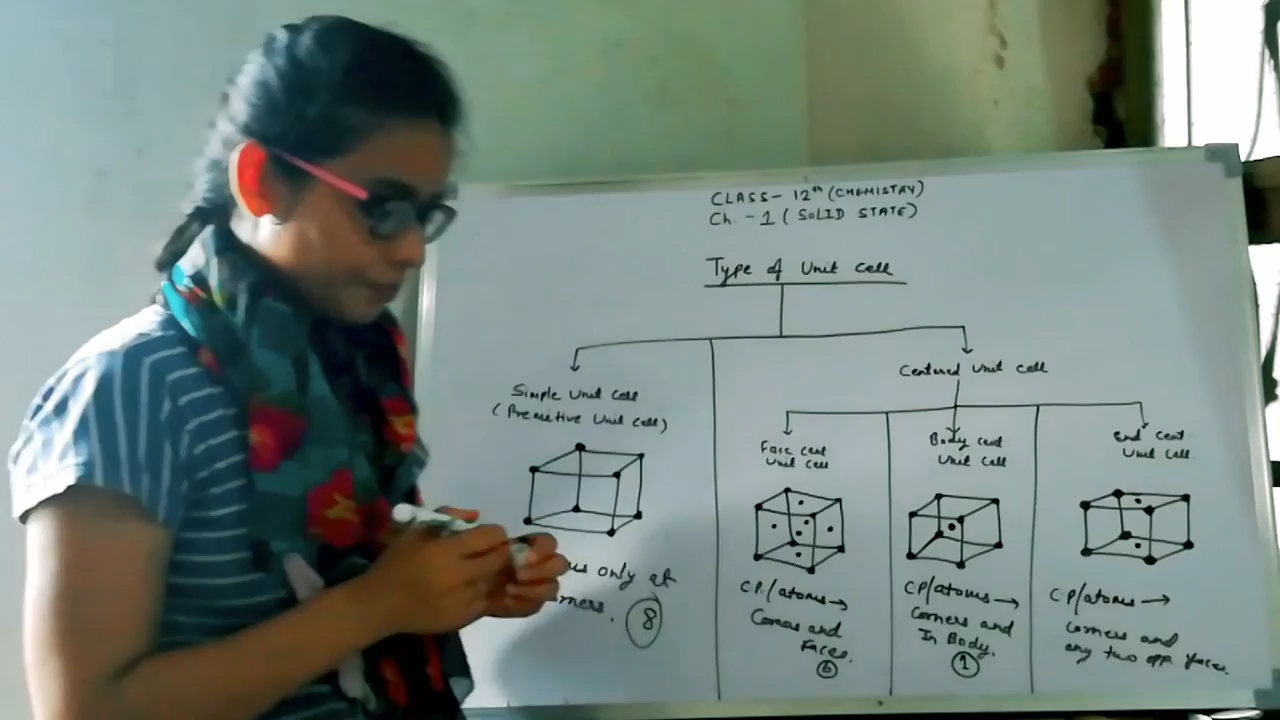 CLASS- 12th (CHEMISTRY)
Ch. - 1 ( SOLID STATE)
Type of Unit cell
Simple Unit cell
(Premitive Unit cell)
Centered Unit cell
Face cent
Unit cell
Body cent
Unit cell
End cent
Unit cell
only at
8
CP/atoms→
Corners and
Faces.
6
CP/atoms→
Corners and
In Body.
1
CP/atoms→
corners and
any two opp. faces.